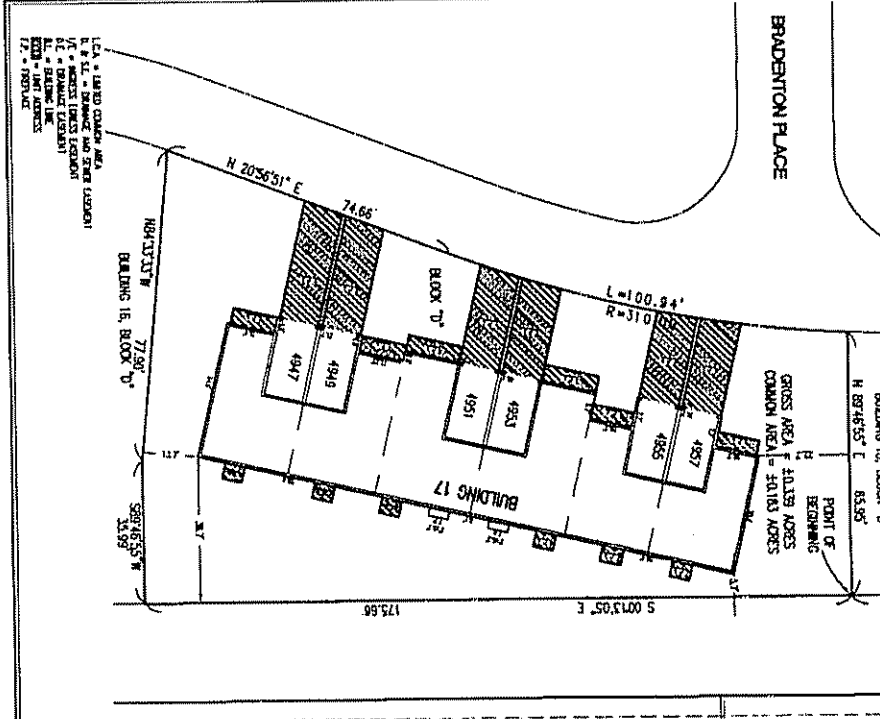 BRADENTON PLACE
L.C.A. = LIMITED COMMON AREA
D. & S.E. = DRAINAGE AND SEWER EASEMENT
I/E = INGRESS EGRESS EASEMENT
D.E. = DRAINAGE EASEMENT
B.L. = BUILDING LINE
= UNIT ADDRESS
F.P. = FIREPLACE
N 20°56'51" E
74.66'
L=100.94'
R=310
BLOCK "D"
N84°33'33"W 77.90'
BUILDING 16, BLOCK "D"
4947
4949
4951
4953
4955
4957
BUILDING 17
GROSS AREA = ±0.339 ACRES
COMMON AREA = ±0.183 ACRES
N 89°46'55" E 65.95'
POINT OF
BEGINNING
S89°46'55" W
35.99'
175.66'
S 00°13'05" E